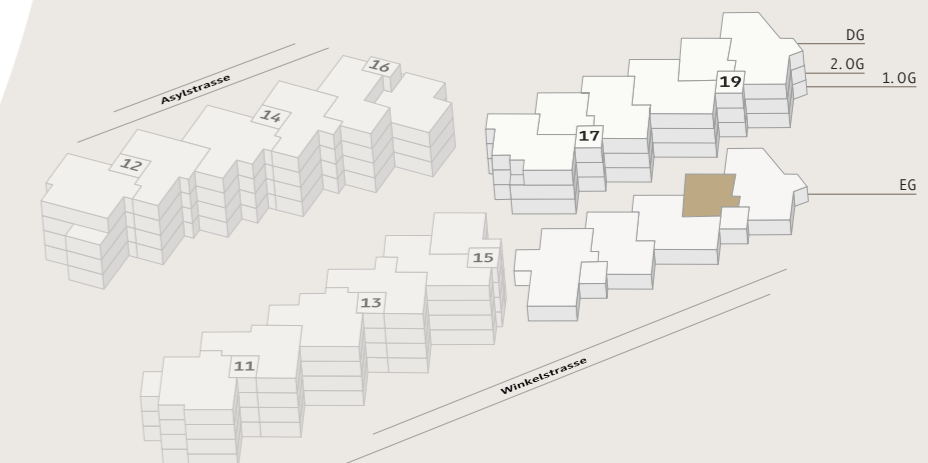 DG
16
2. OG
1. OG
19
Asylstrasse
14
17
12
EG
15
13
11
Winkelstrasse